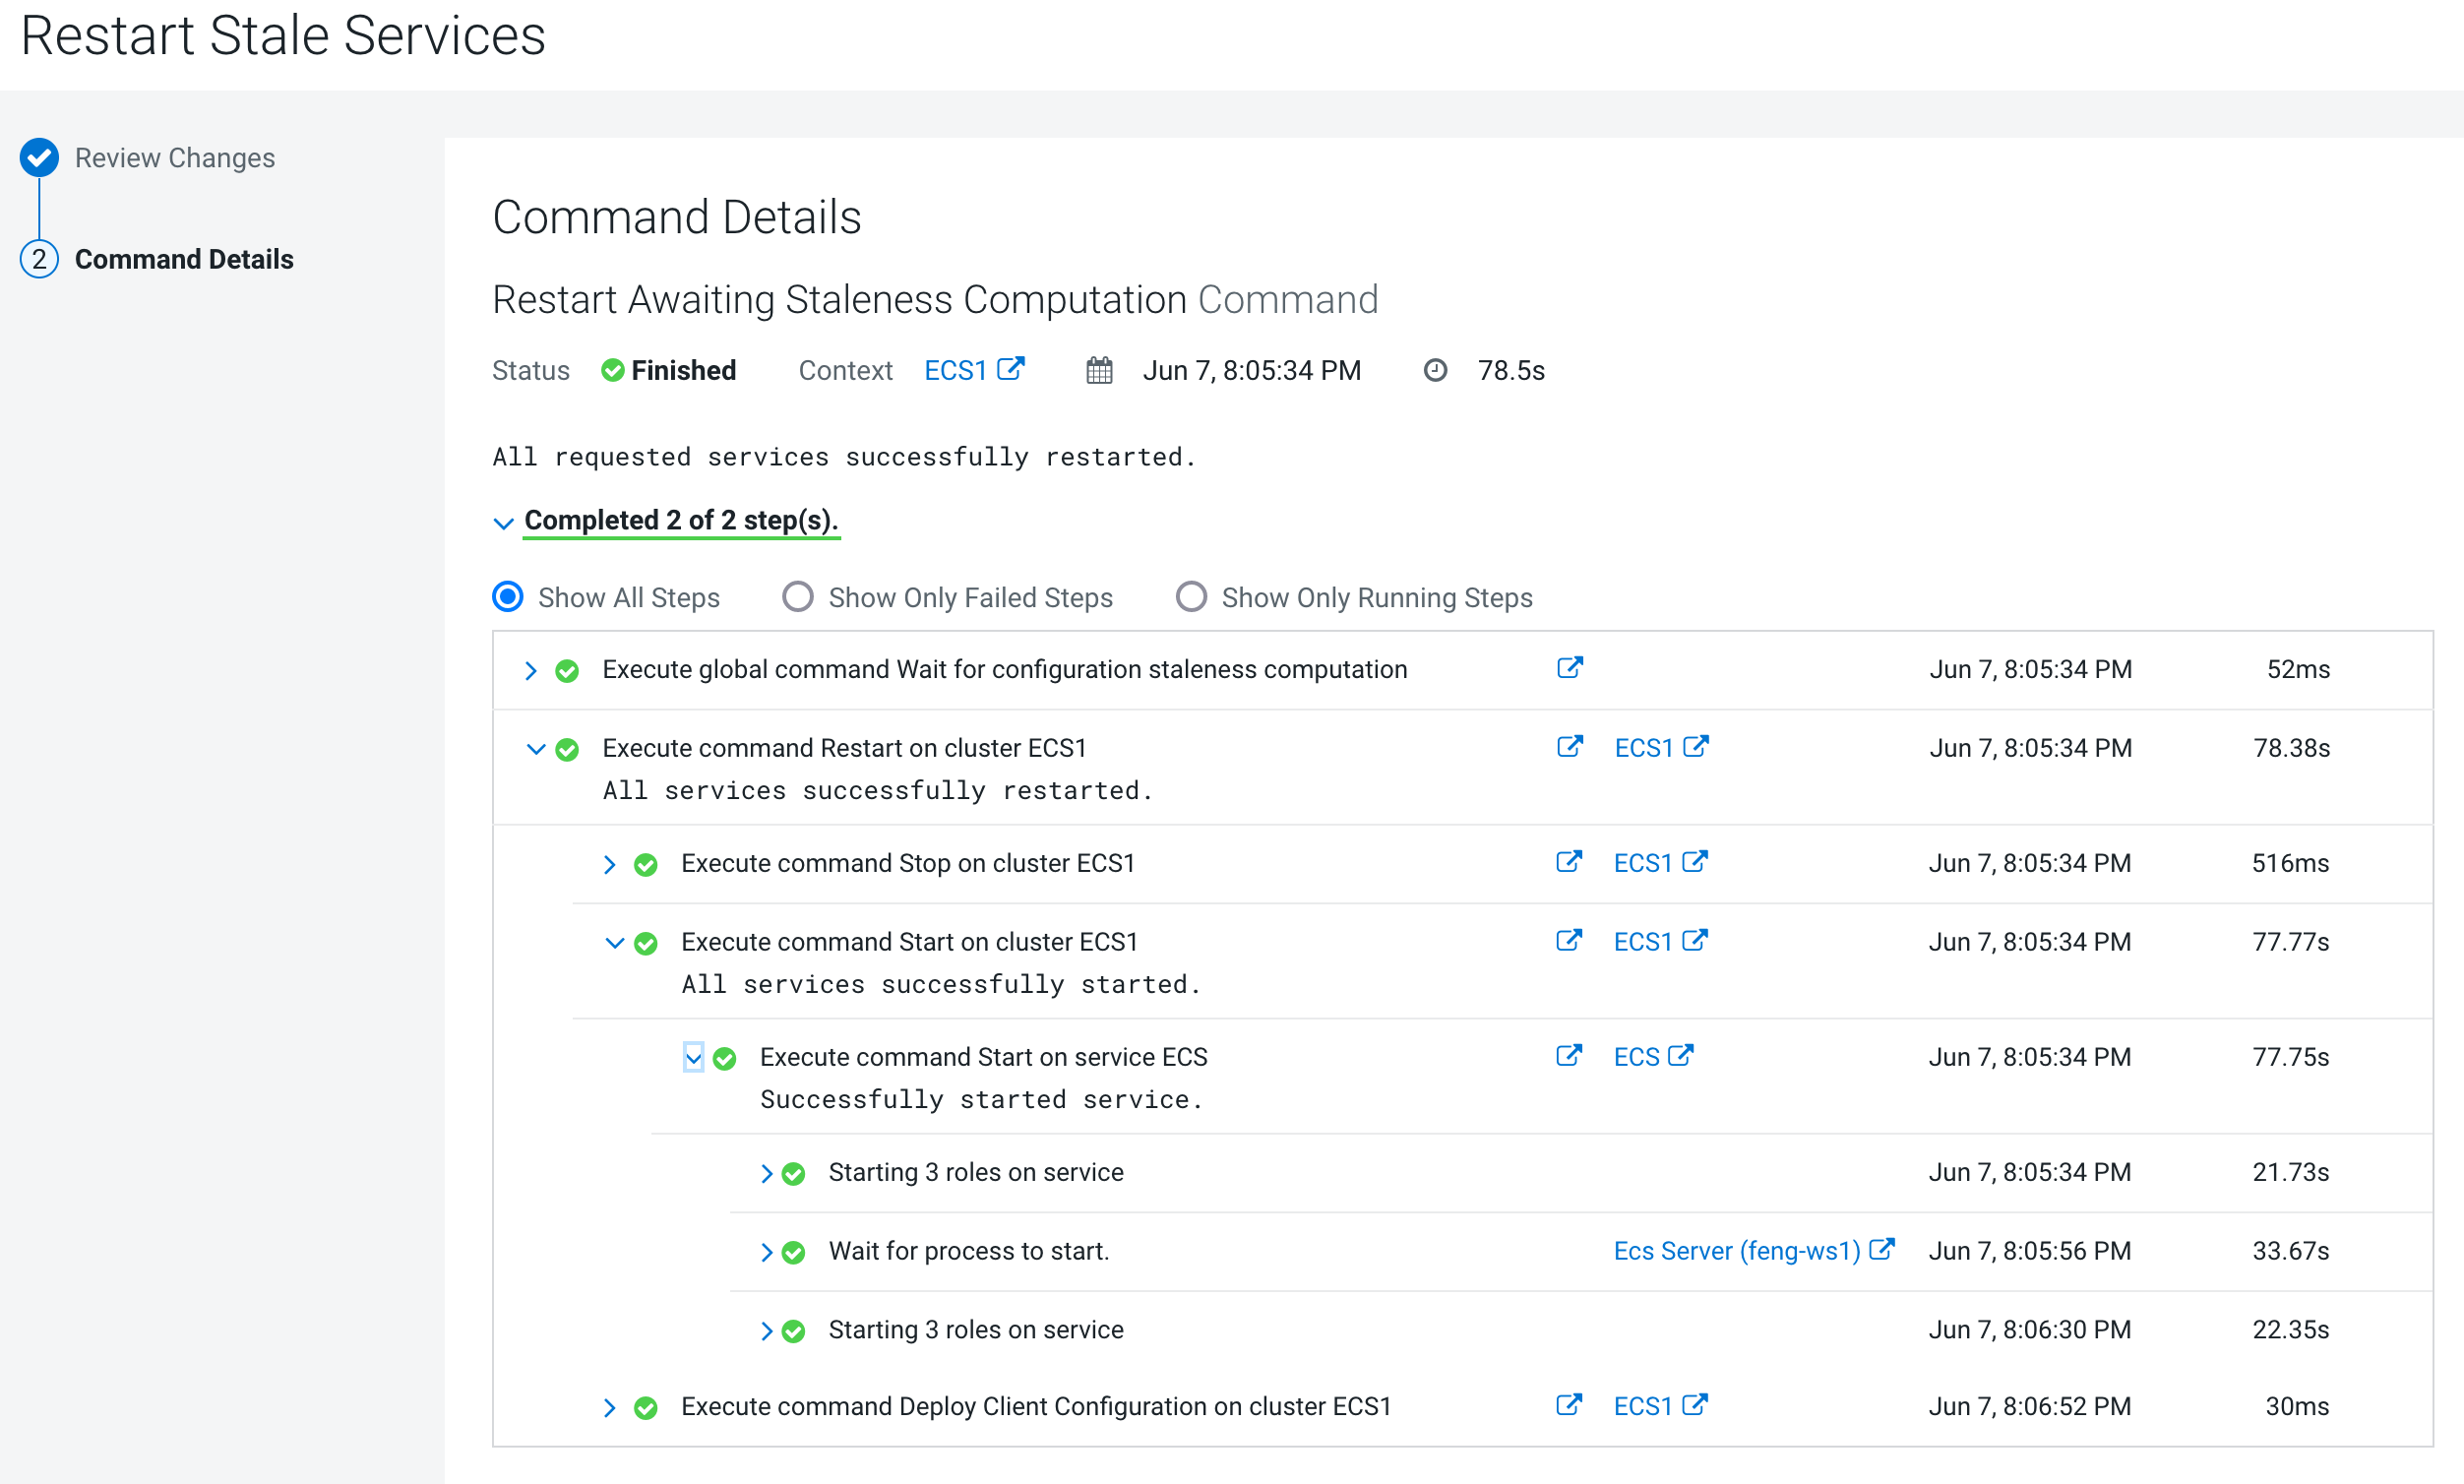 Restart Stale Services
Review Changes
2 Command Details
Command Details
Restart Awaiting Staleness Computation Command
Status Finished Context ECS1 Jun 7, 8:05:34 PM 78.5s
All requested services successfully restarted.
Completed 2 of 2 step(s).
Show All Steps Show Only Failed Steps Show Only Running Steps
Execute global command Wait for configuration staleness computation Jun 7, 8:05:34 PM 52ms
Execute command Restart on cluster ECS1 ECS1 Jun 7, 8:05:34 PM 78.38s
All services successfully restarted.
Execute command Stop on cluster ECS1 ECS1 Jun 7, 8:05:34 PM 516ms
Execute command Start on cluster ECS1 ECS1 Jun 7, 8:05:34 PM 77.77s
All services successfully started.
Execute command Start on service ECS ECS Jun 7, 8:05:34 PM 77.75s
Successfully started service.
Starting 3 roles on service Jun 7, 8:05:34 PM 21.73s
Wait for process to start. Ecs Server (feng-ws1) Jun 7, 8:05:56 PM 33.67s
Starting 3 roles on service Jun 7, 8:06:30 PM 22.35s
Execute command Deploy Client Configuration on cluster ECS1 ECS1 Jun 7, 8:06:52 PM 30ms